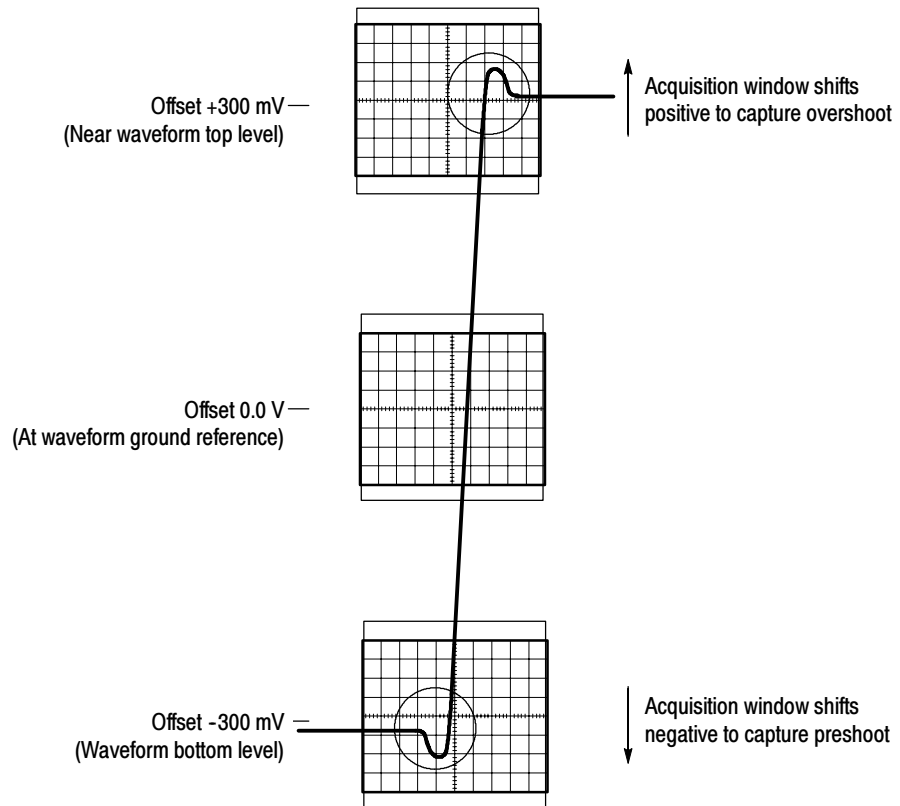 Offset +300 mV
(Near waveform top level)
Acquisition window shifts
positive to capture overshoot
Offset 0.0 V
(At waveform ground reference)
Offset -300 mV
(Waveform bottom level)
Acquisition window shifts
negative to capture preshoot